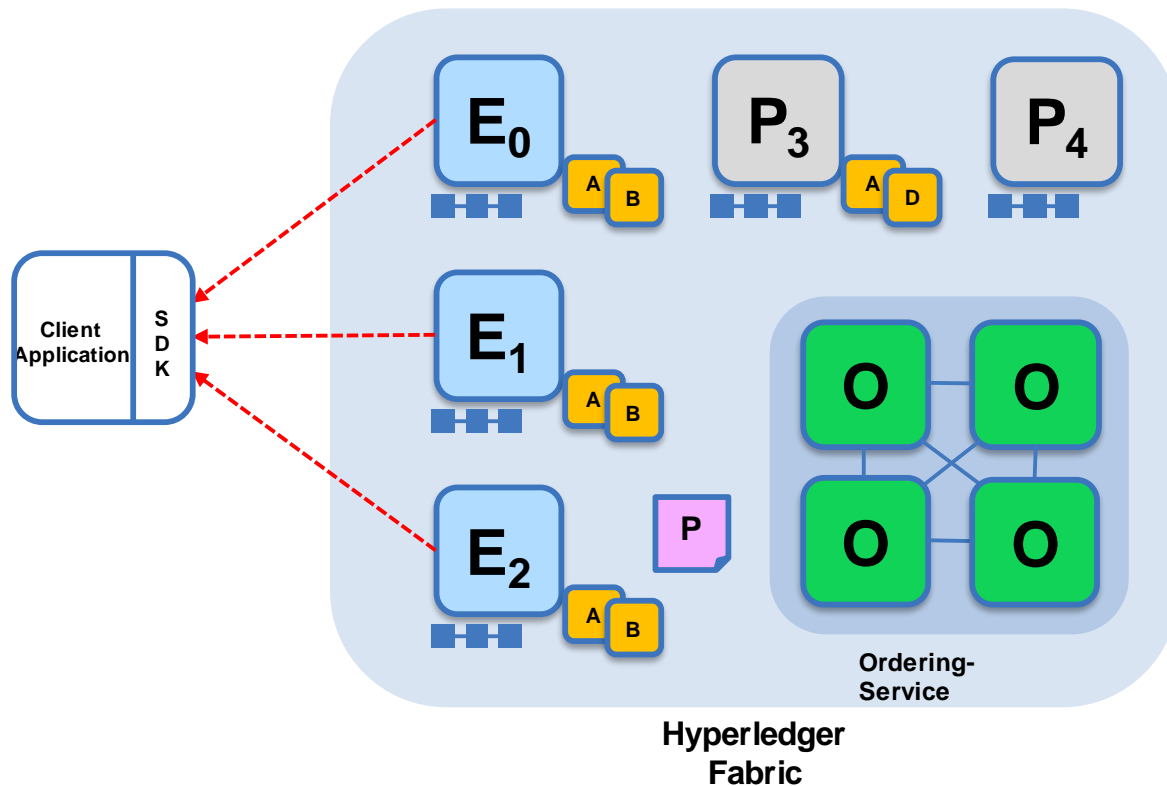 E0
P3
P4
A
B
A
D
Client
Application
S
D
K
E1
A
B
O
O
E2
P
A
B
O
O
Ordering-
Service
Hyperledger
Fabric